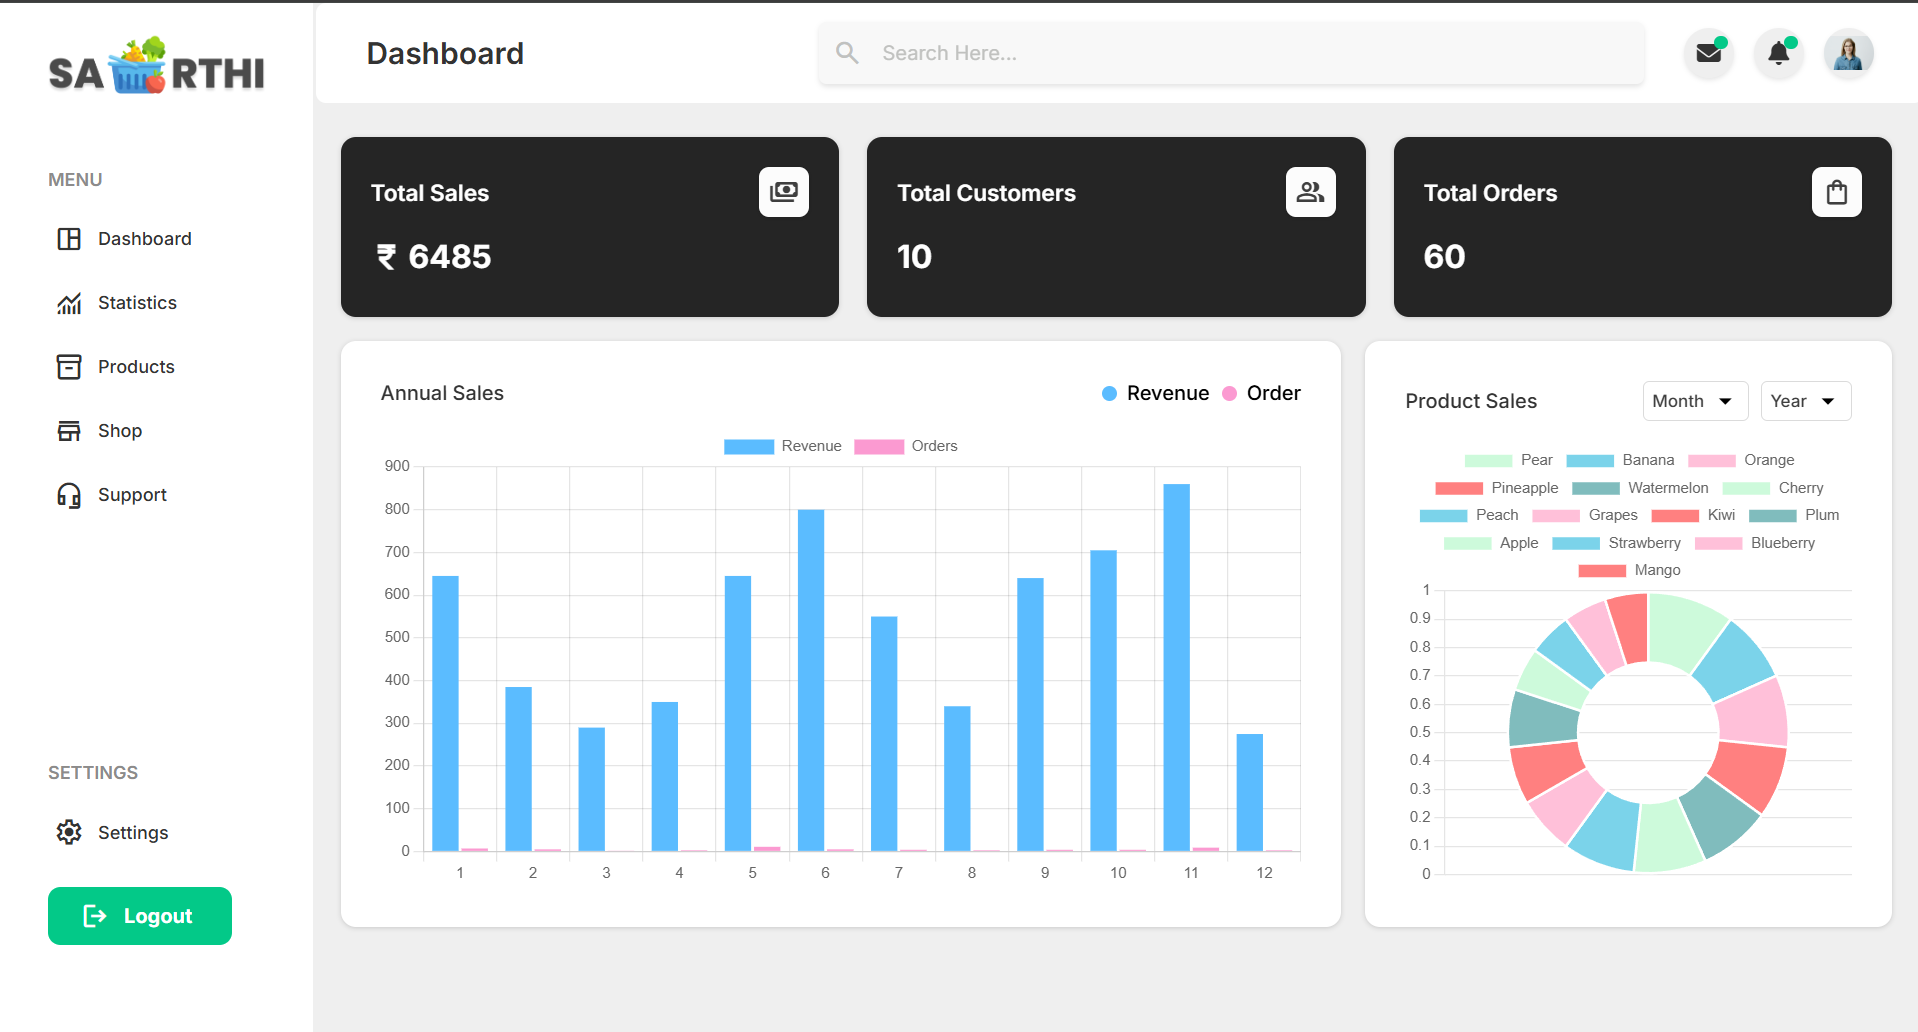 SA RTHI
Dashboard
Search Here...
MENU
Dashboard
Statistics
Products
Shop
Support
SETTINGS
Settings
Logout
Total Sales
₹ 6485
Total Customers
10
Total Orders
60
Annual Sales
Revenue Order
Revenue Orders
900
800
700
600
500
400
300
200
100
0
1 2 3 4 5 6 7 8 9 10 11 12
Product Sales
Month Year
Pear Banana Orange
Pineapple Watermelon Cherry
Peach Grapes Kiwi Plum
Apple Strawberry Blueberry
Mango
1
0.9
0.8
0.7
0.6
0.5
0.4
0.3
0.2
0.1
0